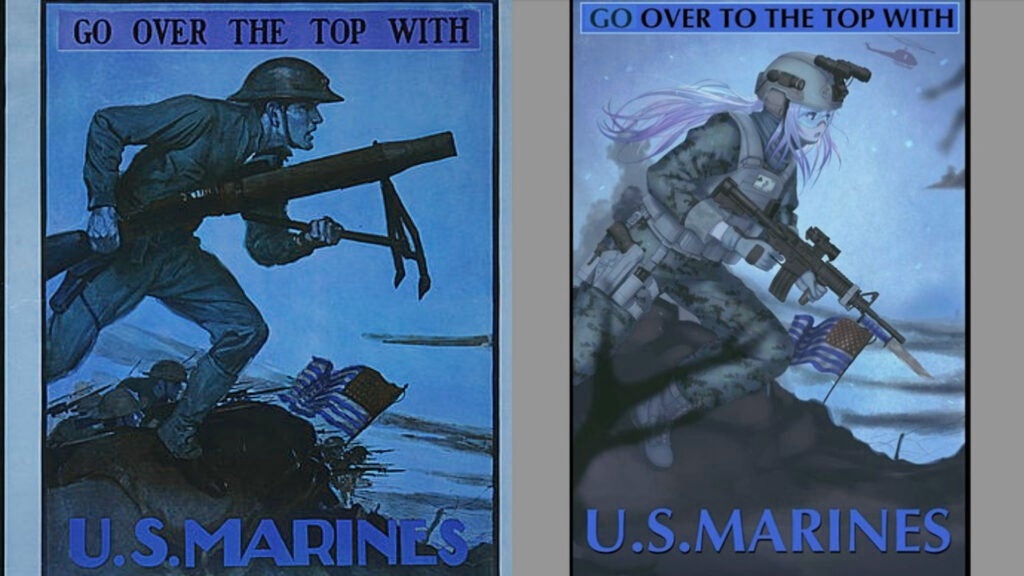 GO OVER THE TOP WITH
U.S.MARINES
GO OVER TO THE TOP WITH
U.S.MARINES